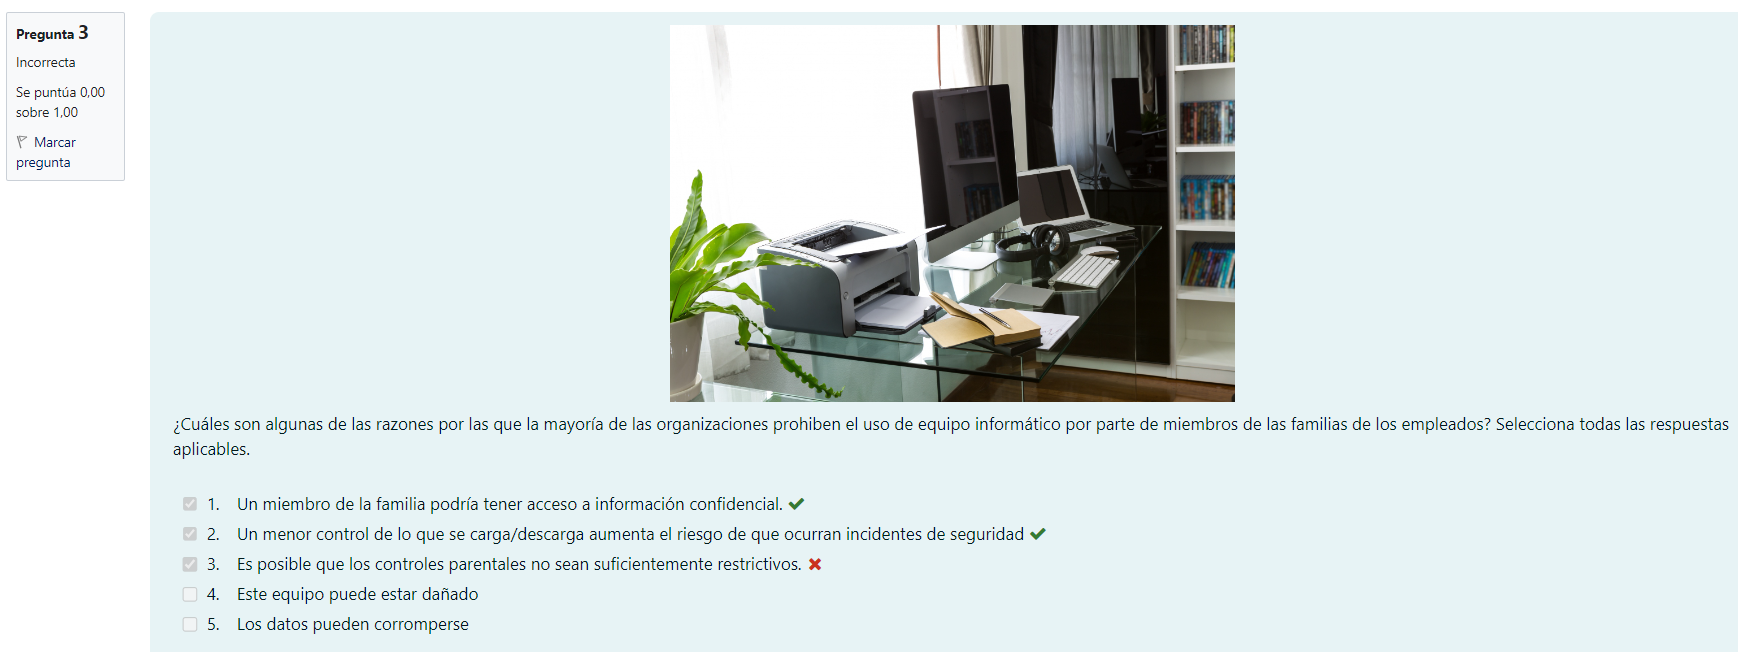 Pregunta 3
Incorrecta
Se puntúa 0,00
sobre 1,00
Marcar
pregunta
¿Cuáles son algunas de las razones por las que la mayoría de las organizaciones prohiben el uso de equipo informático por parte de miembros de las familias de los empleados? Selecciona todas las respuestas
aplicables.
1. Un miembro de la familia podría tener acceso a información confidencial.
2. Un menor control de lo que se carga/descarga aumenta el riesgo de que ocurran incidentes de seguridad
3. Es posible que los controles parentales no sean suficientemente restrictivos.
4. Este equipo puede estar dañado
5. Los datos pueden corromperse